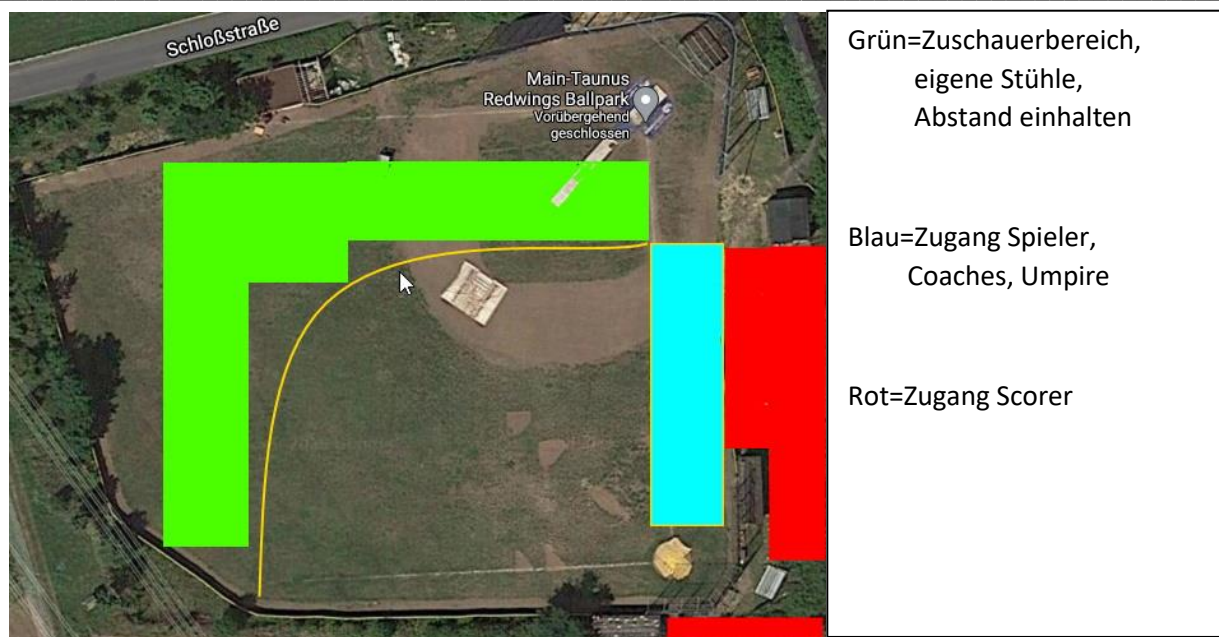 Schloßstraße
Main-Taunus
Redwings Ballpark
Vorübergehend
geschlossen
Grün=Zuschauerbereich,
eigene Stühle,
Abstand einhalten
Blau=Zugang Spieler,
Coaches, Umpire
Rot=Zugang Scorer